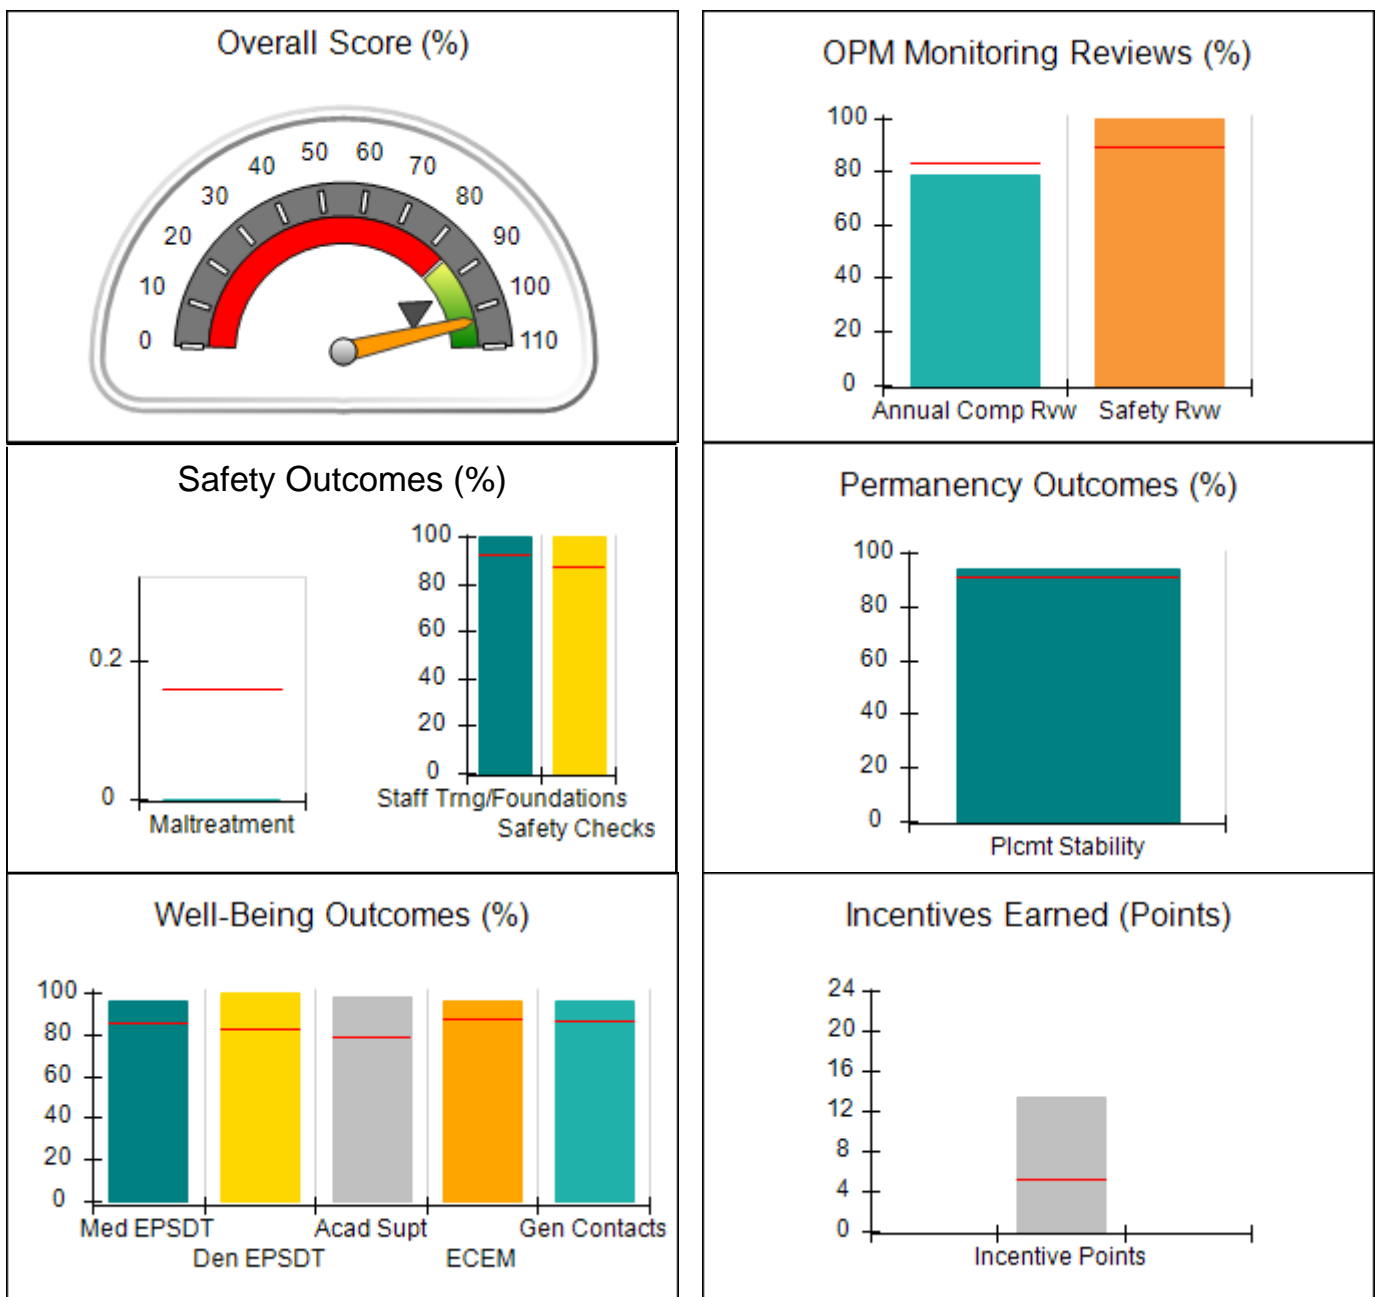 Overall Score (%)
0
10
20
30
40
50
60
70
80
90
100
110
OPM Monitoring Reviews (%)
100
80
60
40
20
0
Annual Comp Rvw
Safety Rvw
Safety Outcomes (%)
0.2
0
Maltreatment
100
80
60
40
20
0
Staff Trng/Foundations
Safety Checks
Permanency Outcomes (%)
100
80
60
40
20
0
Plcmt Stability
Well-Being Outcomes (%)
100
80
60
40
20
0
Med EPSDT
Den EPSDT
Acad Supt
ECEM
Gen Contacts
Incentives Earned (Points)
24
20
16
12
8
4
0
Incentive Points